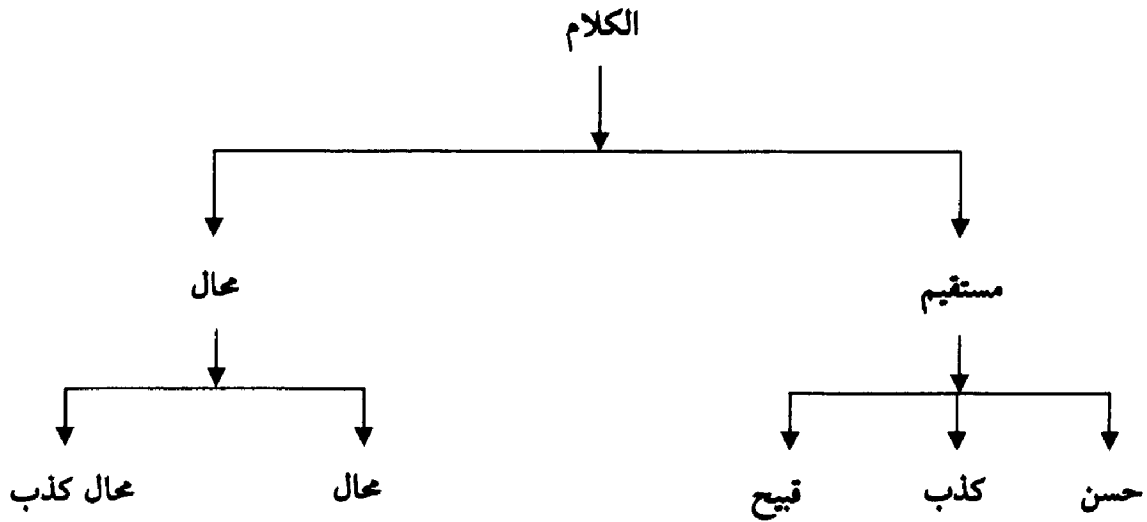 الكلام
مستقيم محال
حسن كذب قبيح محال محال كذب